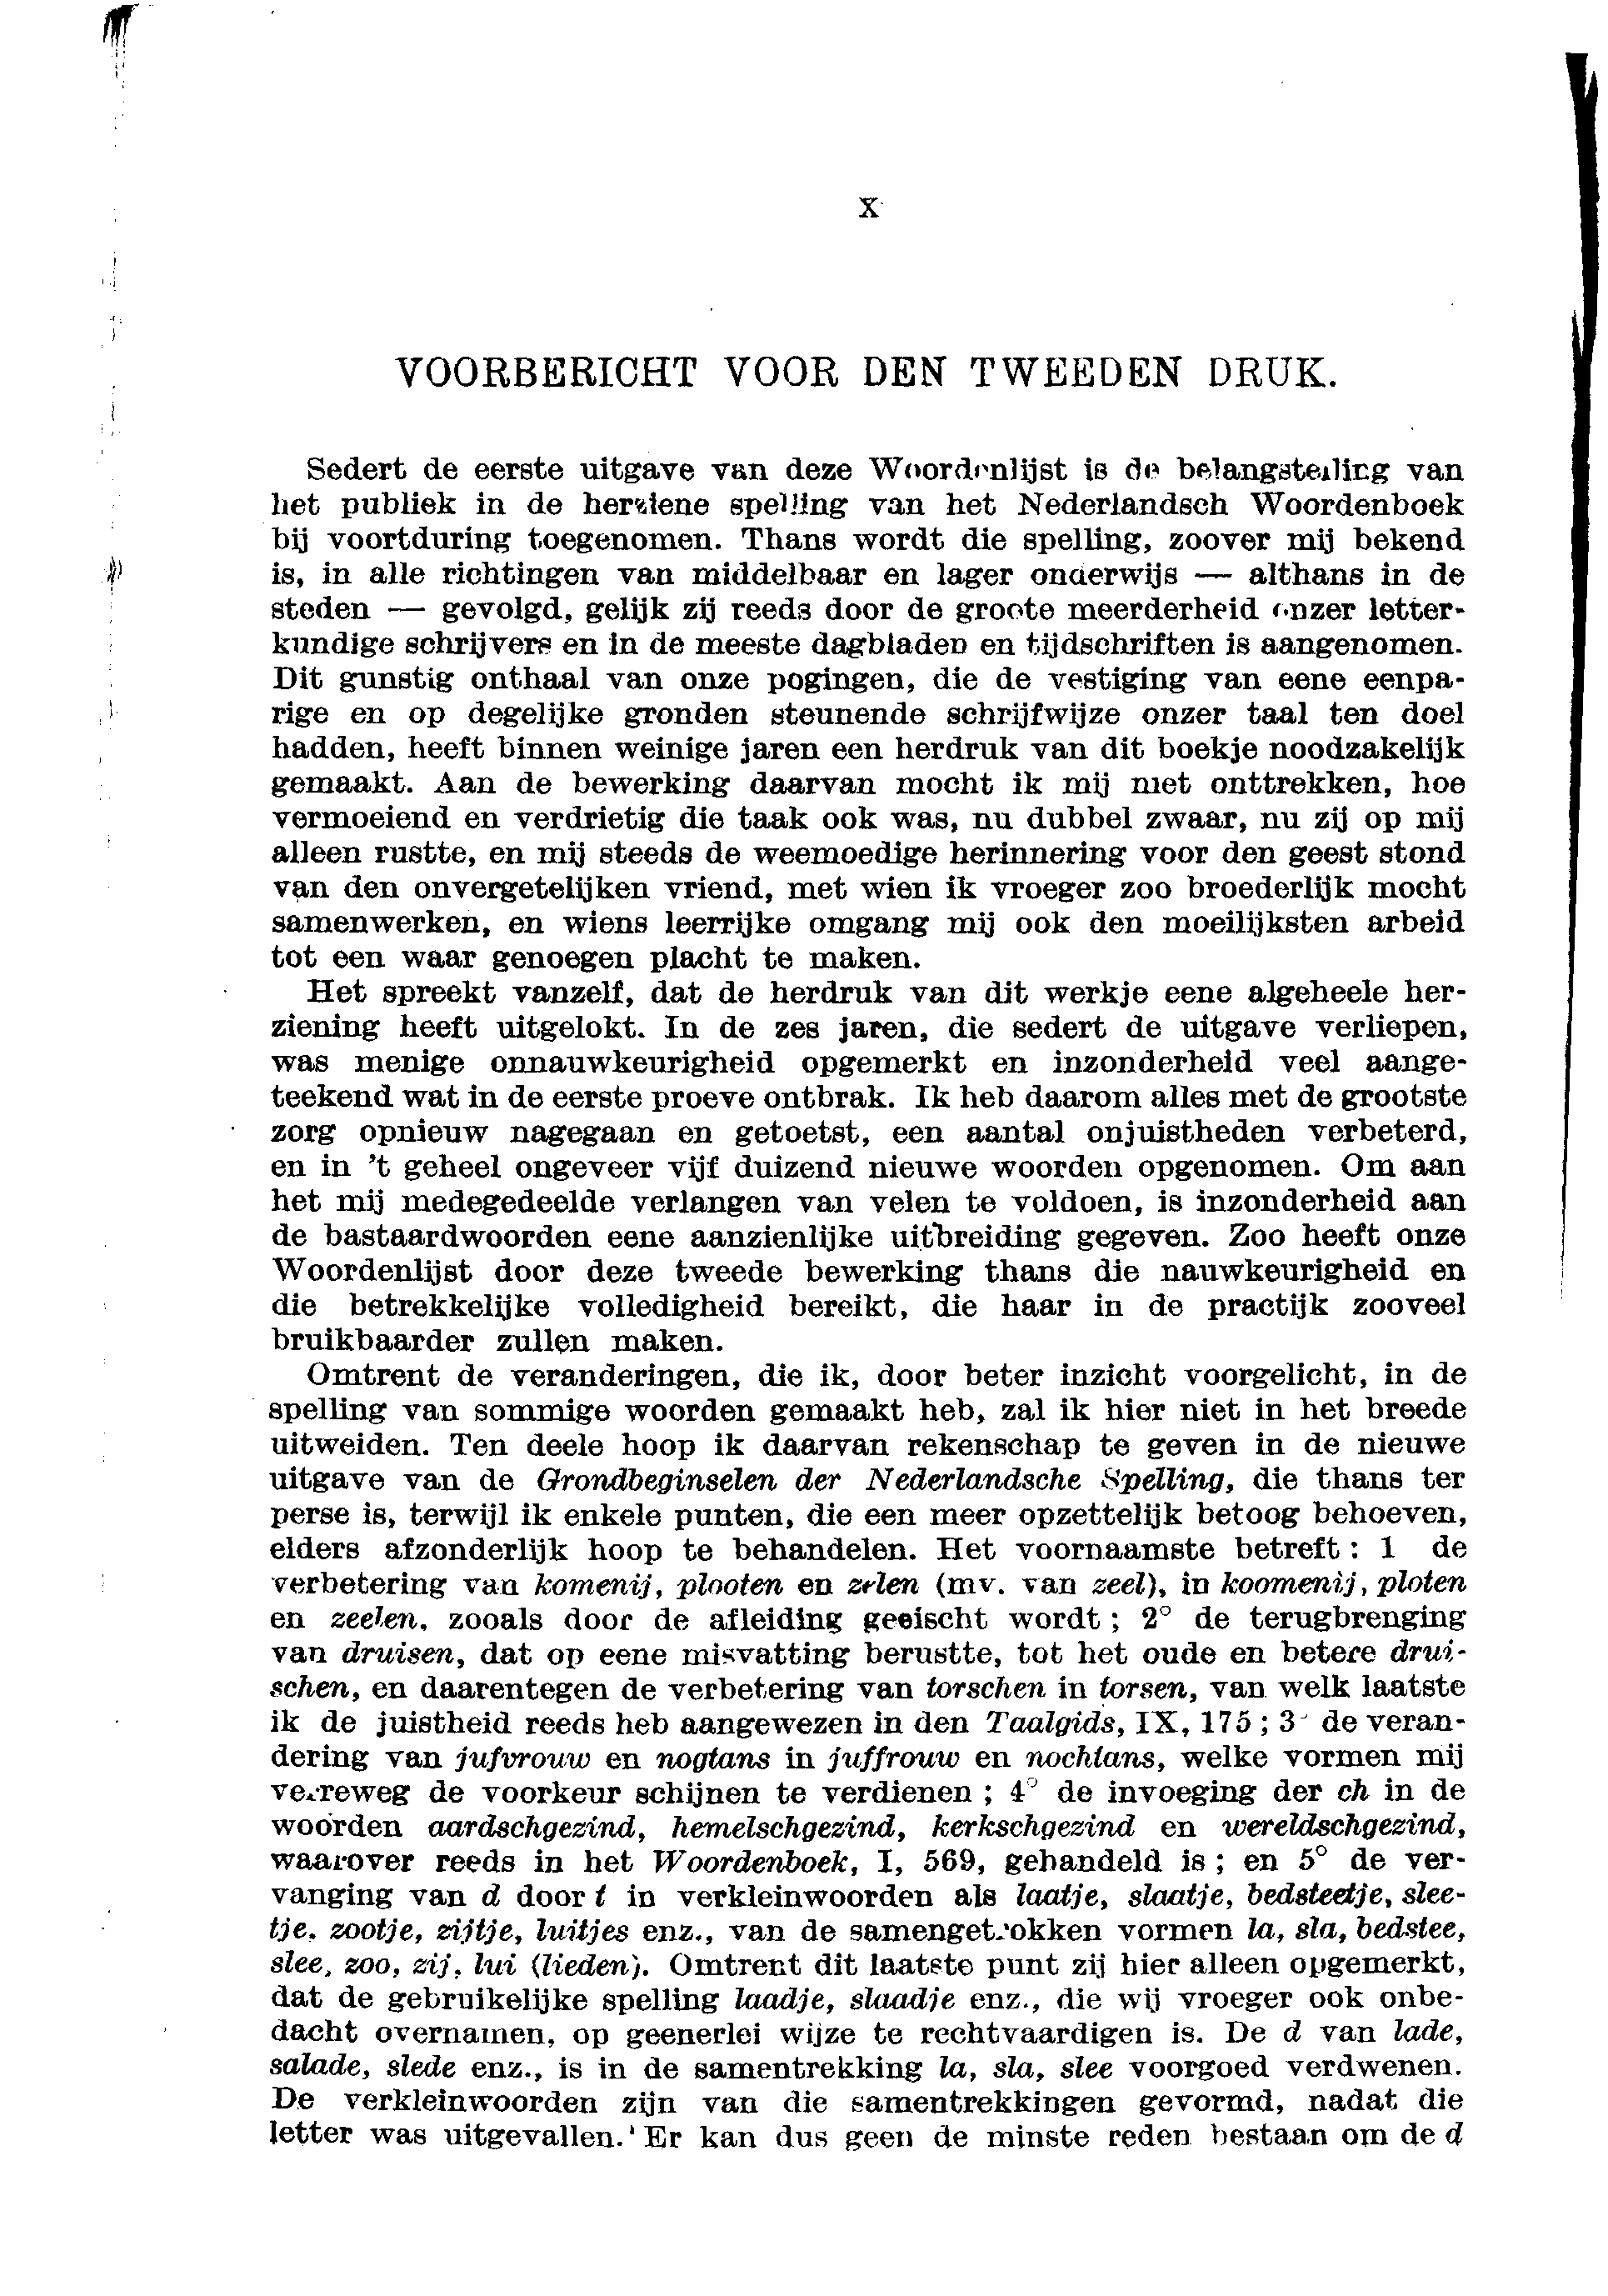 X
VOORBERICHT VOOR DEN TWEEDEN DRUK.
Sedert de eerste uitgave van deze Woordenlijst is de belangstelling van
het publiek in de herziene spelling van het Nederlandsch Woordenboek
bij voortduring toegenomen. Thans wordt die spelling, zoover mij bekend
is, in alle richtingen van middelbaar en lager onderwijs — althans in de
steden — gevolgd, gelijk zij reeds door de groote meerderheid onzer letter-
kundige schrijvers en in de meeste dagbladen en tijdschriften is aangenomen.
Dit gunstig onthaal van onze pogingen, die de vestiging van eene eenpa-
rige en op degelijke gronden steunende schrijfwijze onzer taal ten doel
hadden, heeft binnen weinige jaren een herdruk van dit boekje noodzakelijk
gemaakt. Aan de bewerking daarvan mocht ik mij niet onttrekken, hoe
vermoeiend en verdrietig die taak ook was, nu dubbel zwaar, nu zij op mij
alleen rustte, en mij steeds de weemoedige herinnering voor den geest stond
van den onvergetelijken vriend, met wien ik vroeger zoo broederlijk mocht
samenwerken, en wiens leerrijke omgang mij ook den moeilijksten arbeid
tot een waar genoegen placht te maken.
Het spreekt vanzelf, dat de herdruk van dit werkje eene algeheele her-
ziening heeft uitgelokt. In de zes jaren, die sedert de uitgave verliepen,
was menige onnauwkeurigheid opgemerkt en inzonderheid veel aange-
teekend wat in de eerste proeve ontbrak. Ik heb daarom alles met de grootste
zorg opnieuw nagegaan en getoetst, een aantal onjuistheden verbeterd,
en in 't geheel ongeveer vijf duizend nieuwe woorden opgenomen. Om aan
het mij medegedeelde verlangen van velen te voldoen, is inzonderheid aan
de bastaardwoorden eene aanzienlijke uitbreiding gegeven. Zoo heeft onze
Woordenlijst door deze tweede bewerking thans die nauwkeurigheid en
die betrekkelijke volledigheid bereikt, die haar in de practijk zooveel
bruikbaarder zullen maken.
Omtrent de veranderingen, die ik, door beter inzicht voorgelicht, in de
spelling van sommige woorden gemaakt heb, zal ik hier niet in het breede
uitweiden. Ten deele hoop ik daarvan rekenschap te geven in de nieuwe
uitgave van de Grondbeginselen der Nederlandsche Spelling, die thans ter
perse is, terwijl ik enkele punten, die een meer opzettelijk betoog behoeven,
elders afzonderlijk hoop te behandelen. Het voornaamste betreft : 1 de
verbetering van komenij, plooten en zelen (mv. van zeel), in koomenij, ploten
en zeelen, zooals door de afleiding geëischt wordt ; 2° de terugbrenging
van druisen, dat op eene misvatting berustte, tot het oude en betere drui-
schen, en daarentegen de verbetering van torschen in torsen, van welk laatste
ik de juistheid reeds heb aangewezen in den Taalgids, IX, 175 ; 3° de veran-
dering van jufvrouw en nogtans in juffrouw en nochtans, welke vormen mij
verreweg de voorkeur schijnen te verdienen ; 4° de invoeging der ch in de
woorden aardschgezind, hemelschgezind, kerkschgezind en wereldschgezind,
waarover reeds in het Woordenboek, I, 569, gehandeld is ; en 5° de ver-
vanging van d door t in verkleinwoorden als laatje, slaatje, bedsteetje, slee-
tje, zootje, zijtje, luitjes enz., van de samengetrokken vormen la, sla, bedstee,
slee, zoo, zij, lui (lieden). Omtrent dit laatste punt zij hier alleen opgemerkt,
dat de gebruikelijke spelling laadje, slaadje enz., die wij vroeger ook onbe-
dacht overnamen, op geenerlei wijze te rechtvaardigen is. De d van lade,
salade, slede enz., is in de samentrekking la, sla, slee voorgoed verdwenen.
De verkleinwoorden zijn van die samentrekkingen gevormd, nadat die
letter was uitgevallen. Er kan dus geen de minste reden bestaan om de d